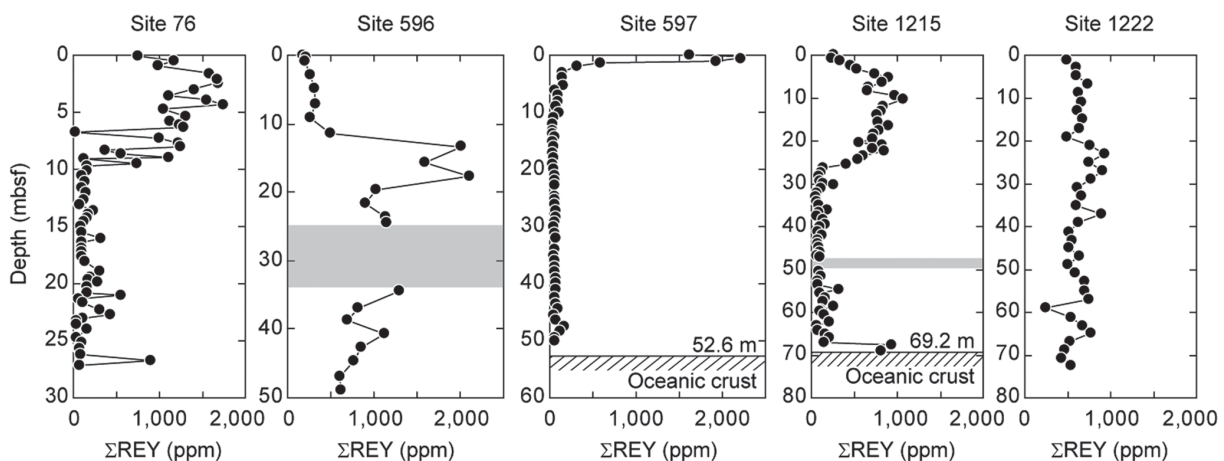 Site 76
Site 596
Site 597
Site 1215
Site 1222
Depth (mbsf)
0
5
10
15
20
25
30
0
10
20
30
40
50
0
10
20
30
40
50
60
0
10
20
30
40
50
60
70
80
0
10
20
30
40
50
60
70
80
52.6 m
Oceanic crust
69.2 m
Oceanic crust
0 1,000 2,000
0 1,000 2,000
0 1,000 2,000
0 1,000 2,000
0 1,000 2,000
ΣREY (ppm)
ΣREY (ppm)
ΣREY (ppm)
ΣREY (ppm)
ΣREY (ppm)